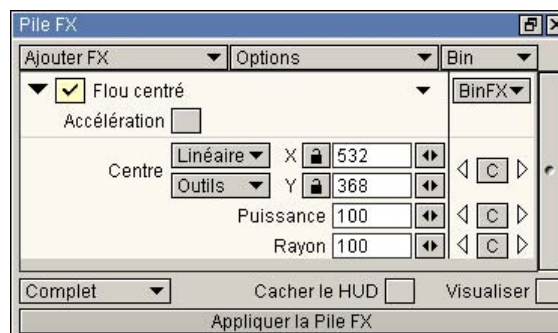 Pile FX
Ajouter FX Options Bin
Flou centré BinFX
Accélération
Centre Linéaire X 532 C
Outils Y 368
Puissance 100 C
Rayon 100 C
Complet Cacher le HUD Visualiser
Appliquer la Pile FX